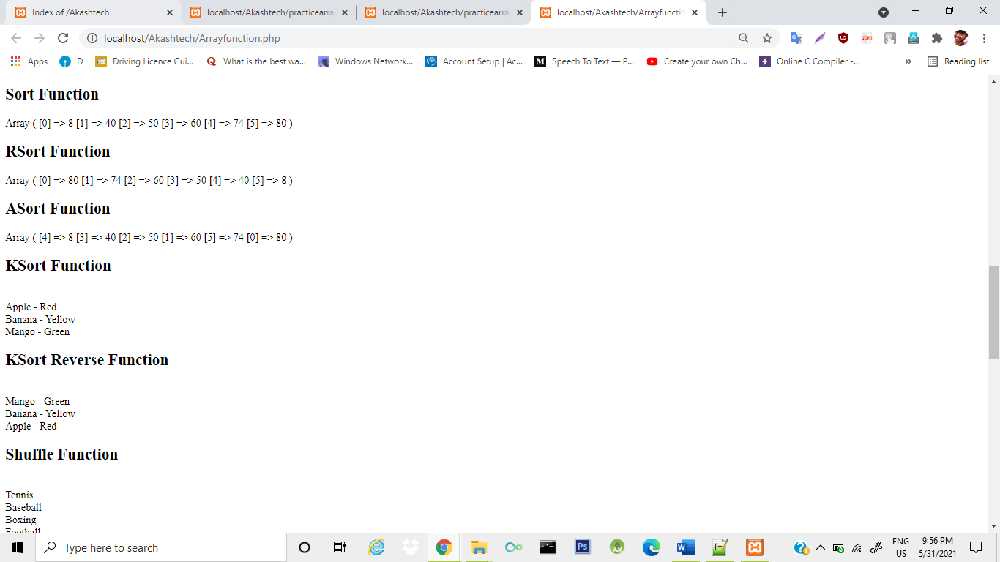 Index of /Akashtech
localhost/Akashtech/practicearra
localhost/Akashtech/practicearra
localhost/Akashtech/Arrayfunctio
localhost/Akashtech/Arrayfunction.php
Apps
D
Driving Licence Gui...
What is the best wa...
Windows Network...
Account Setup | Ac...
Speech To Text — P...
Create your own Ch...
Online C Compiler -...
»
Reading list
Sort Function
Array ( [0] => 8 [1] => 40 [2] => 50 [3] => 60 [4] => 74 [5] => 80 )
RSort Function
Array ( [0] => 80 [1] => 74 [2] => 60 [3] => 50 [4] => 40 [5] => 8 )
ASort Function
Array ( [4] => 8 [3] => 40 [2] => 50 [1] => 60 [5] => 74 [0] => 80 )
KSort Function
Apple - Red
Banana - Yellow
Mango - Green
KSort Reverse Function
Mango - Green
Banana - Yellow
Apple - Red
Shuffle Function
Tennis
Baseball
Boxing
Football
Type here to search
ENG
US
9:56 PM
5/31/2021